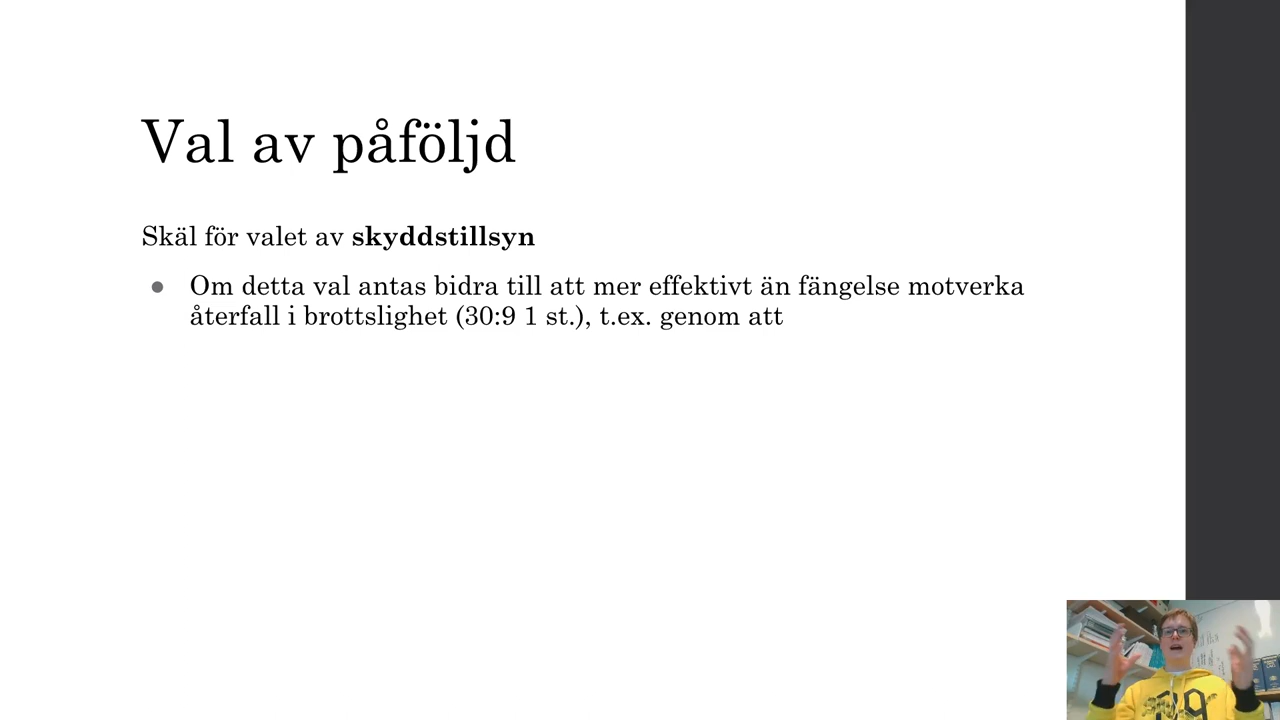 Val av påföljd
Skäl för valet av skyddstillsyn
● Om detta val antas bidra till att mer effektivt än fängelse motverka
återfall i brottslighet (30:9 1 st.), t.ex. genom att